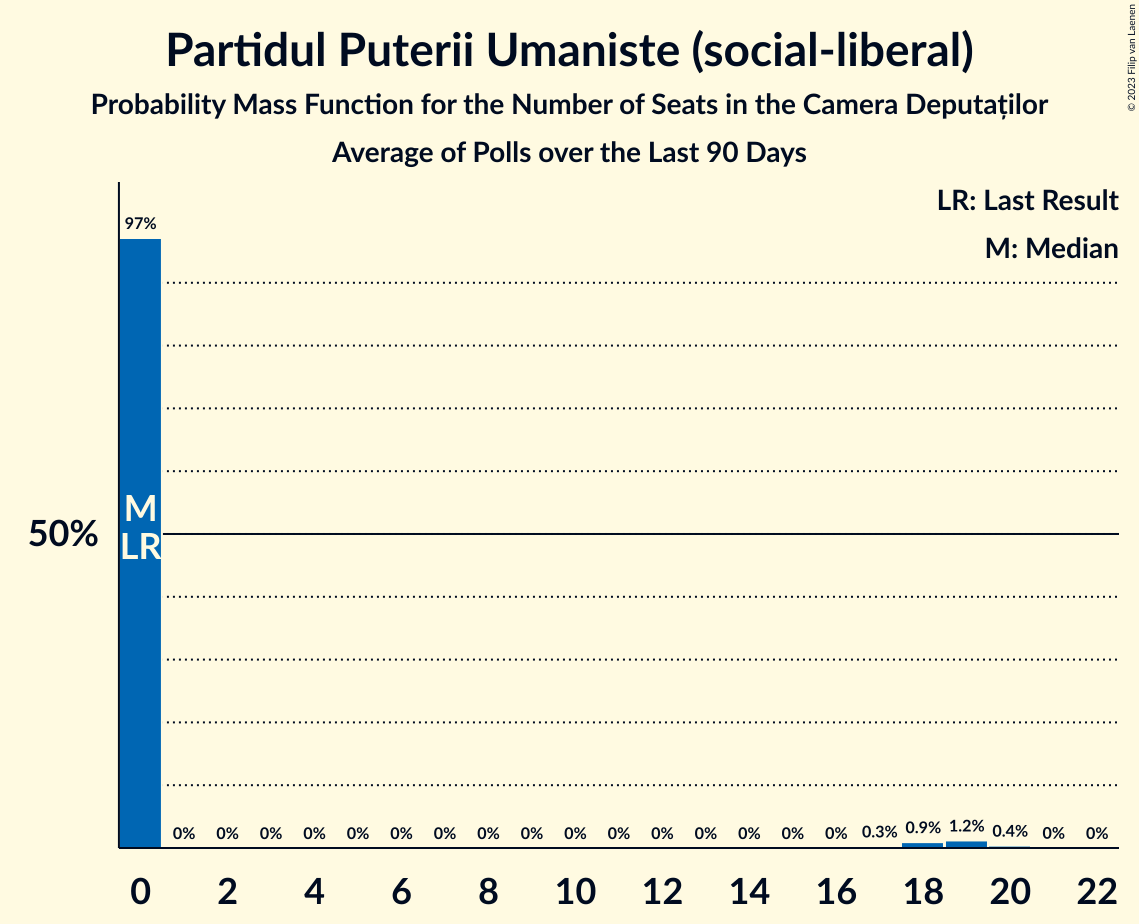 Partidul Puterii Umaniste (social-liberal)
Probability Mass Function for the Number of Seats in the Camera Deputaților
Average of Polls over the Last 90 Days
© 2023 Filip van Laenen
LR: Last Result
M: Median
97%
M
LR
50%
0% 0% 0% 0% 0% 0% 0% 0% 0% 0% 0% 0% 0% 0% 0% 0% 0.3% 0.9% 1.2% 0.4% 0% 0%
0 2 4 6 8 10 12 14 16 18 20 22